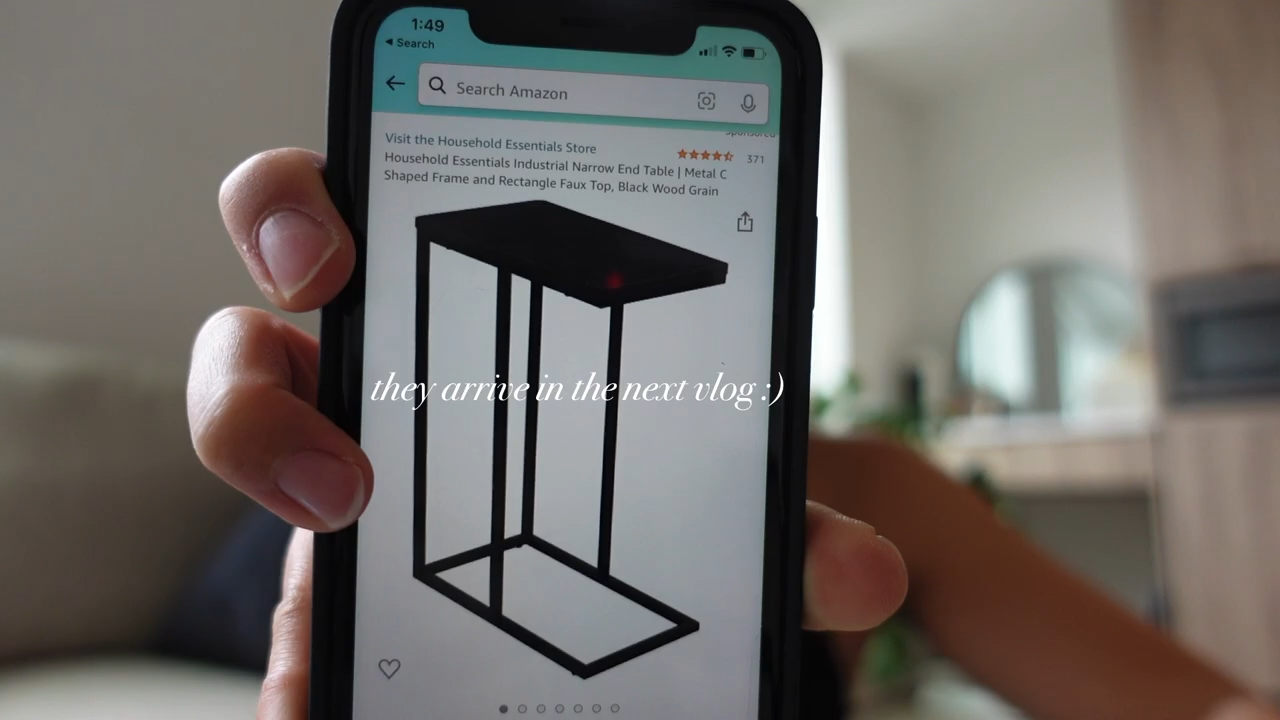 1:49
Search
Search Amazon
Sponsored
Visit the Household Essentials Store
371
Household Essentials Industrial Narrow End Table | Metal C
Shaped Frame and Rectangle Faux Top, Black Wood Grain
they arrive in the next vlog :)